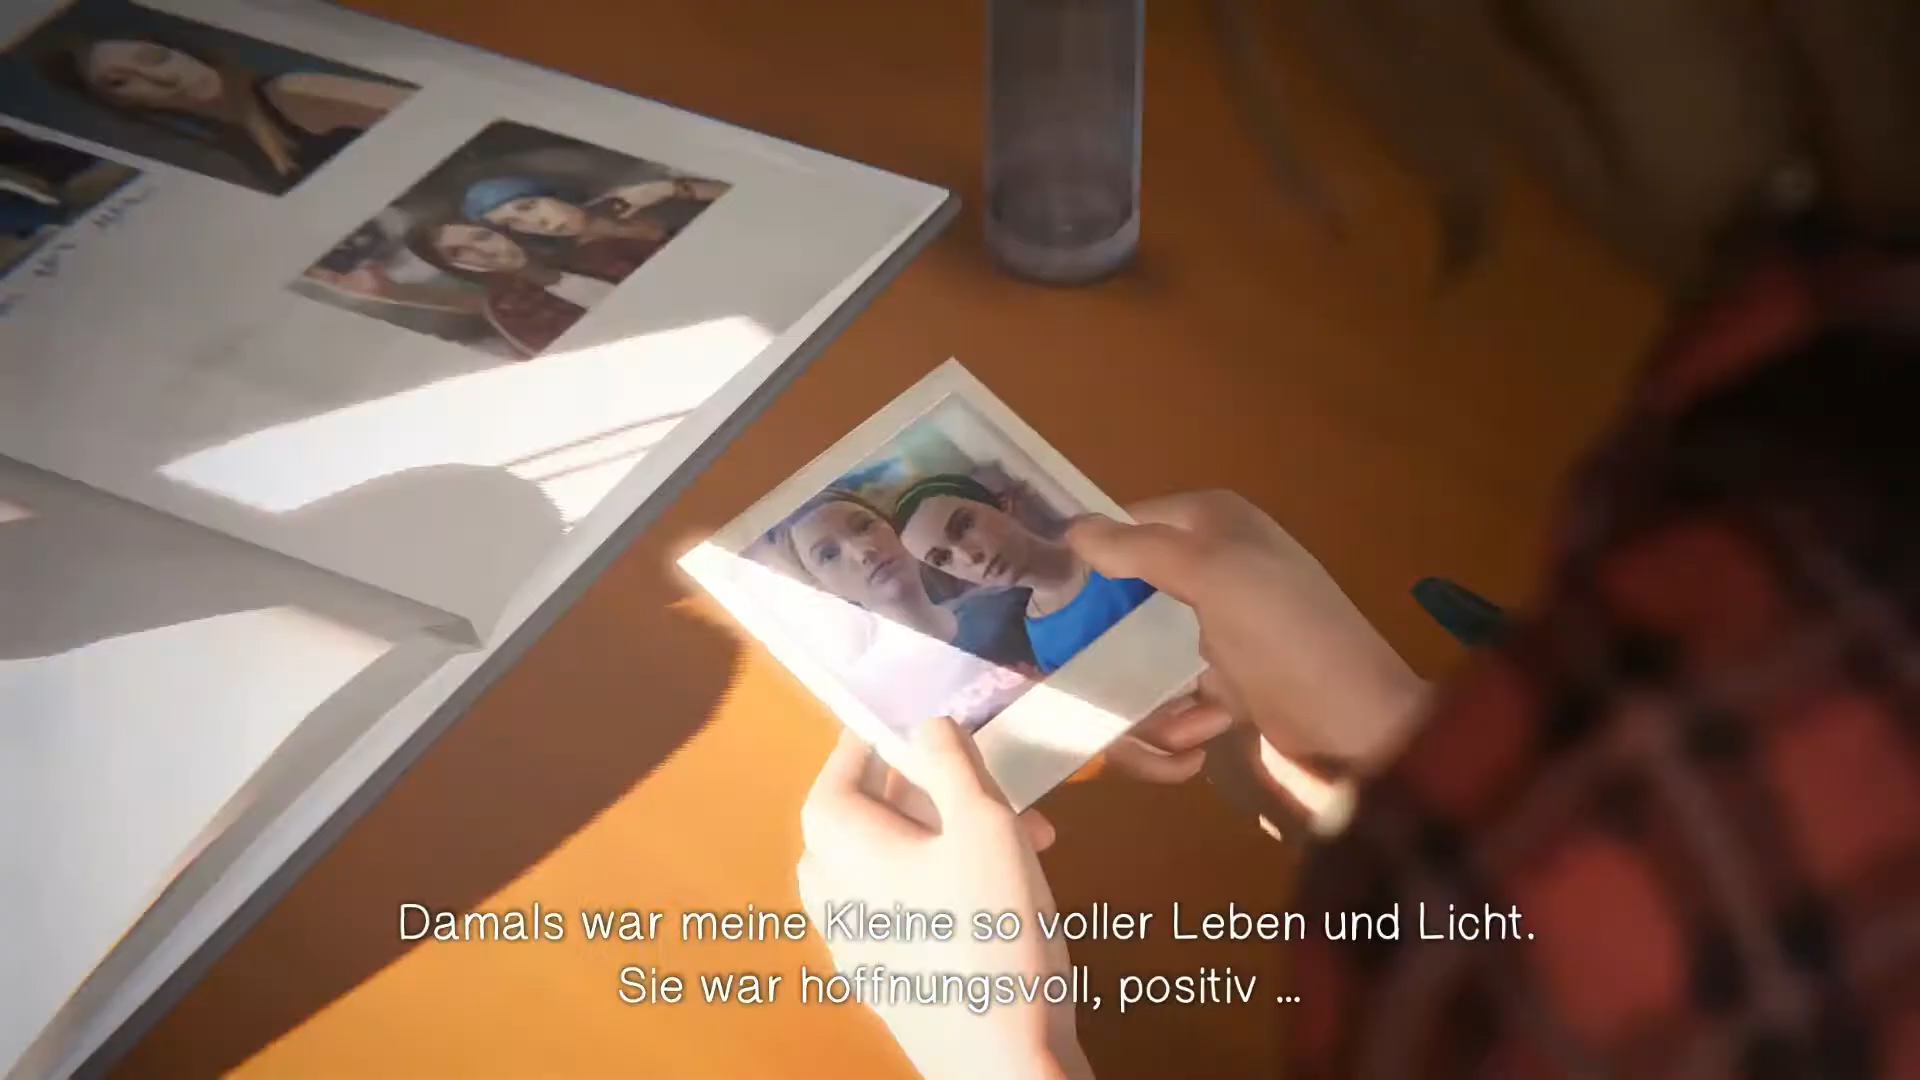 Damals war meine Kleine so voller Leben und Licht.
Sie war hoffnungsvoll, positiv ...